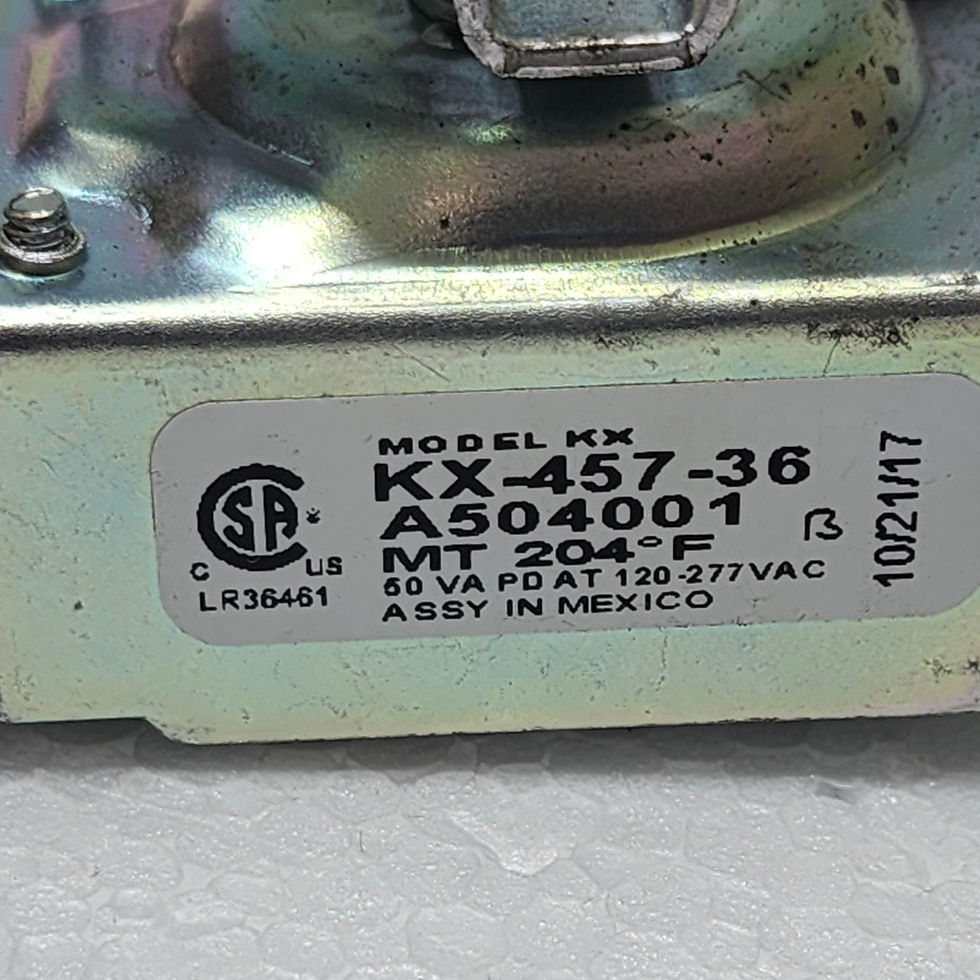 MODEL KX
KX-457-36
A504001
MT 204°F
60 VA PD AT 120-277VAC
ASSY IN MEXICO
CSA
C US
LR36461
B
10/21/17